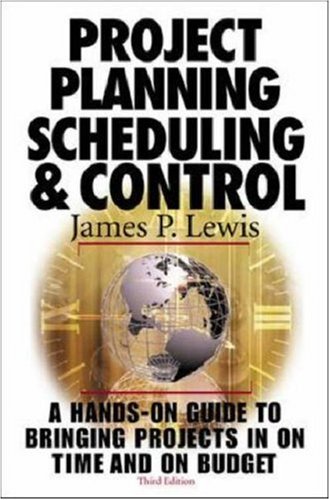 PROJECT
PLANNING
SCHEDULING
& CONTROL
James P. Lewis
A HANDS-ON GUIDE TO
BRINGING PROJECTS IN ON
TIME AND ON BUDGET
Third Edition